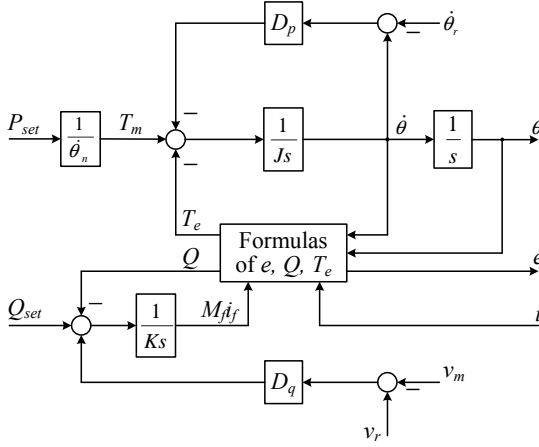 D_p
−
θ̇_r
−
P_set
1/θ̇_n
T_m
−
1/Js
θ̇
1/s
θ
T_e
Formulas
of e, Q, T_e
Q
e
−
Q_set
1/Ks
M_f i_f
i
D_q
v_m
−
v_r